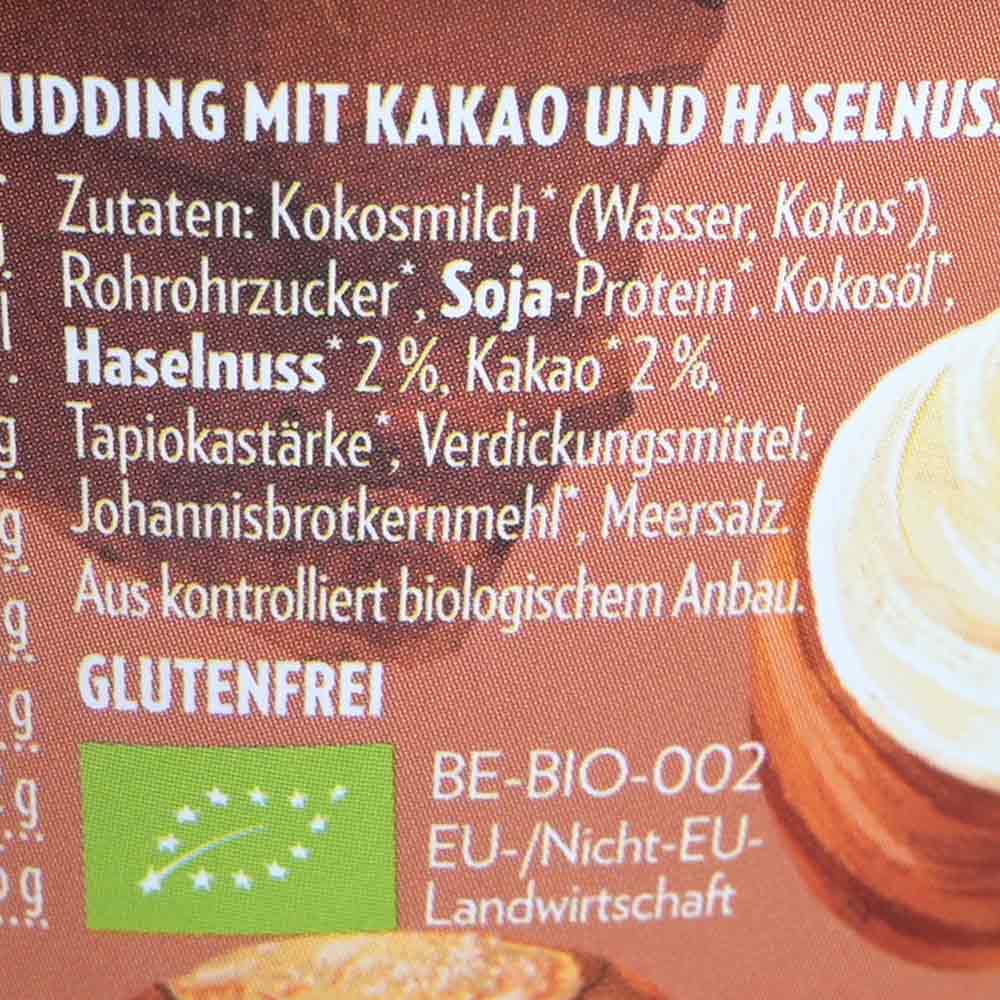 UDDING MIT KAKAO UND HASELNUS
Zutaten: Kokosmilch* (Wasser, Kokos*),
Rohrohrzucker*, Soja-Protein*, Kokosöl*,
Haselnuss* 2 %, Kakao* 2 %,
Tapiokastärke*, Verdickungsmittel:
Johannisbrotkernmehl*, Meersalz.
Aus kontrolliert biologischem Anbau.
GLUTENFREI
g
g
g
g
g
g
BE-BIO-002
EU-/Nicht-EU-
Landwirtschaft